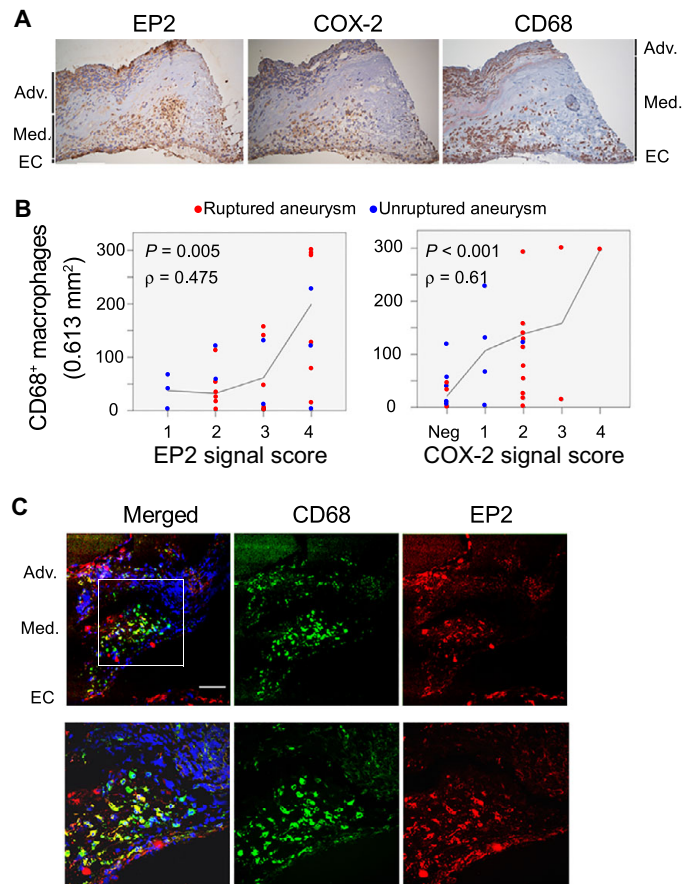 A
EP2 COX-2 CD68
Adv.
Med.
EC
Adv.
Med.
EC
B
Ruptured aneurysm Unruptured aneurysm
CD68+ macrophages
(0.613 mm²)
300
200
100
0
P = 0.005
ρ = 0.475
1 2 3 4
EP2 signal score
300
200
100
0
P < 0.001
ρ = 0.61
Neg 1 2 3 4
COX-2 signal score
C
Merged CD68 EP2
Adv.
Med.
EC